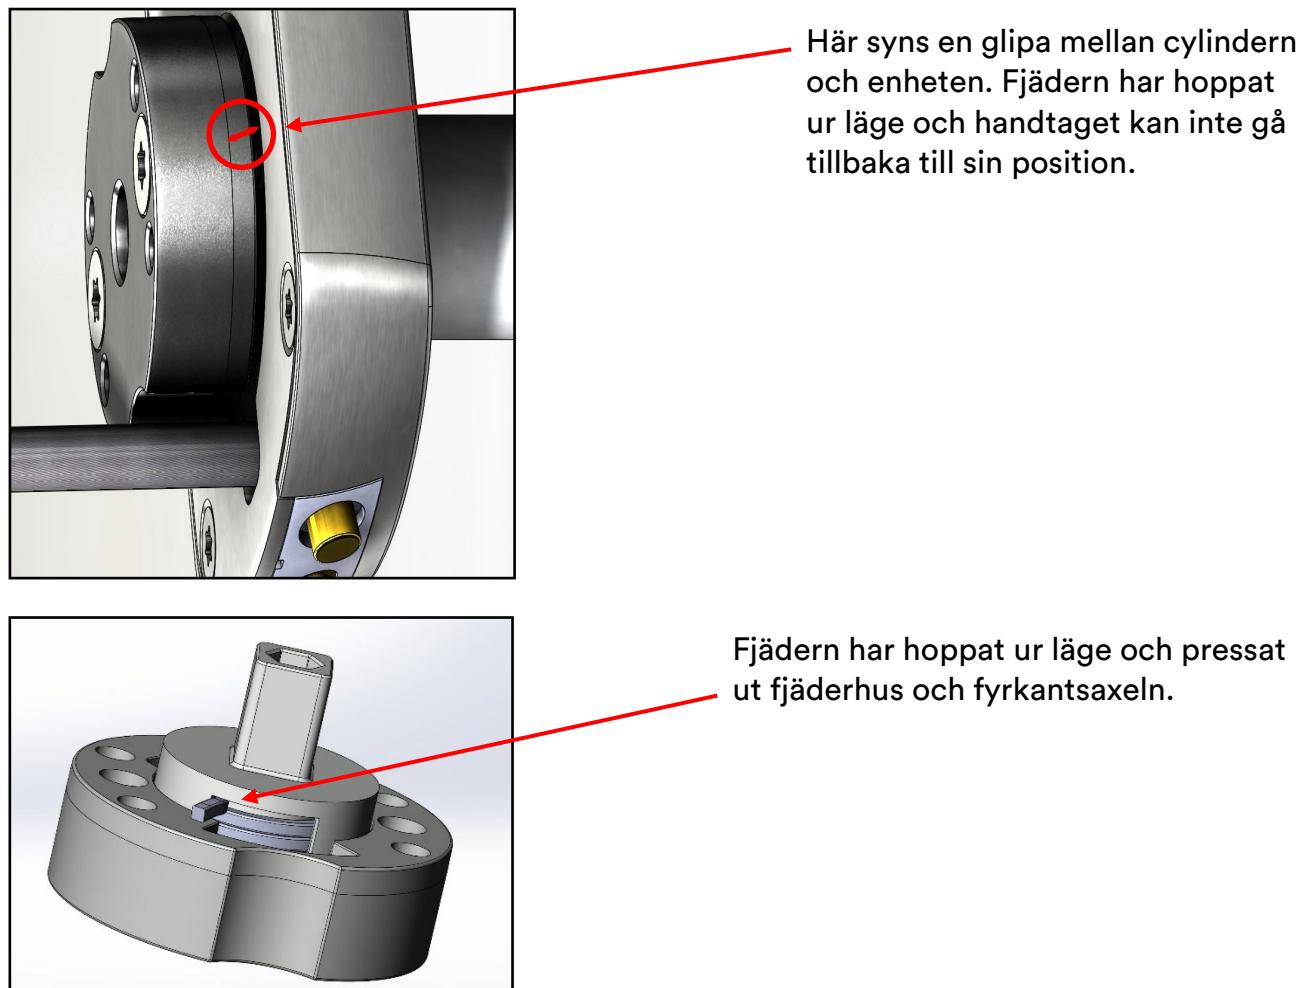 Här syns en glipa mellan cylindern
och enheten. Fjädern har hoppat
ur läge och handtaget kan inte gå
tillbaka till sin position.
Fjädern har hoppat ur läge och pressat
ut fjäderhus och fyrkantsaxeln.